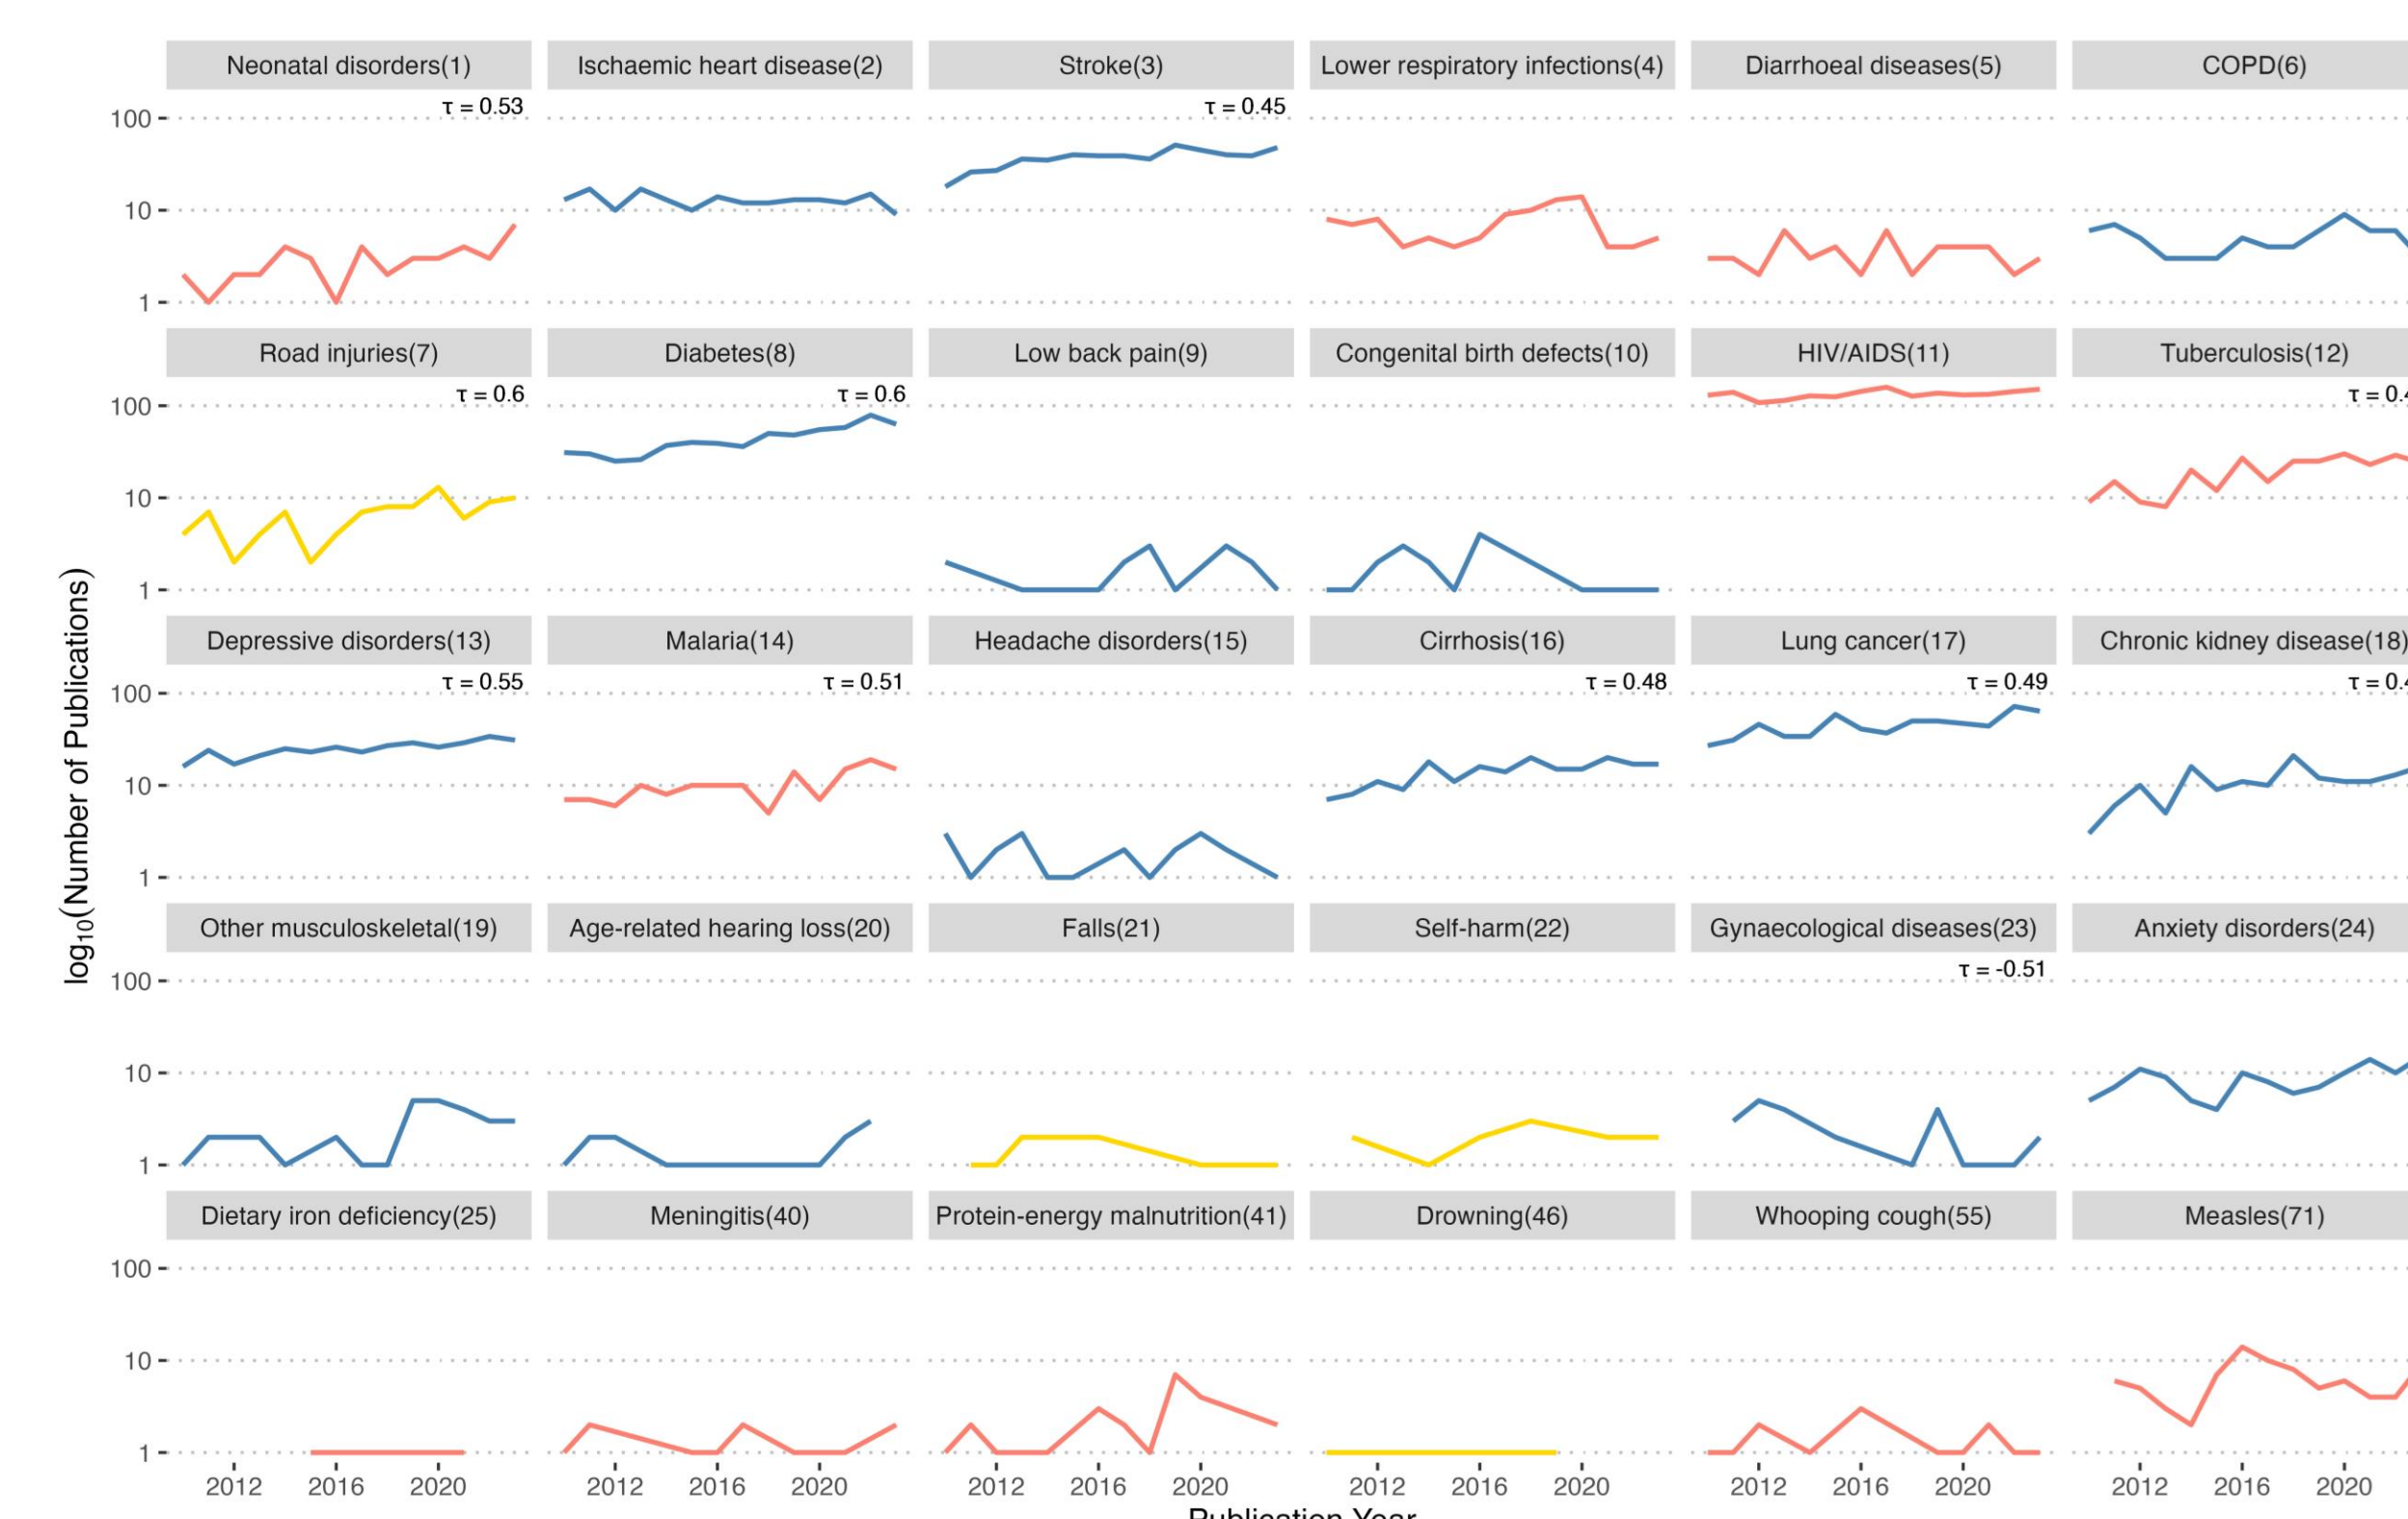 Neonatal disorders(1) Ischaemic heart disease(2) Stroke(3) Lower respiratory infections(4) Diarrhoeal diseases(5) COPD(6)
τ = 0.53 τ = 0.45
100
10
1
Road injuries(7) Diabetes(8) Low back pain(9) Congenital birth defects(10) HIV/AIDS(11) Tuberculosis(12)
τ = 0.6 τ = 0.6 τ = 0.4
100
10
1
Depressive disorders(13) Malaria(14) Headache disorders(15) Cirrhosis(16) Lung cancer(17) Chronic kidney disease(18)
τ = 0.55 τ = 0.51 τ = 0.48 τ = 0.49 τ = 0.4
100
10
1
Other musculoskeletal(19) Age-related hearing loss(20) Falls(21) Self-harm(22) Gynaecological diseases(23) Anxiety disorders(24)
τ = -0.51
100
10
1
Dietary iron deficiency(25) Meningitis(40) Protein-energy malnutrition(41) Drowning(46) Whooping cough(55) Measles(71)
100
10
1
2012 2016 2020 2012 2016 2020 2012 2016 2020 2012 2016 2020 2012 2016 2020 2012 2016 2020
log₁₀(Number of Publications)
Publication Year